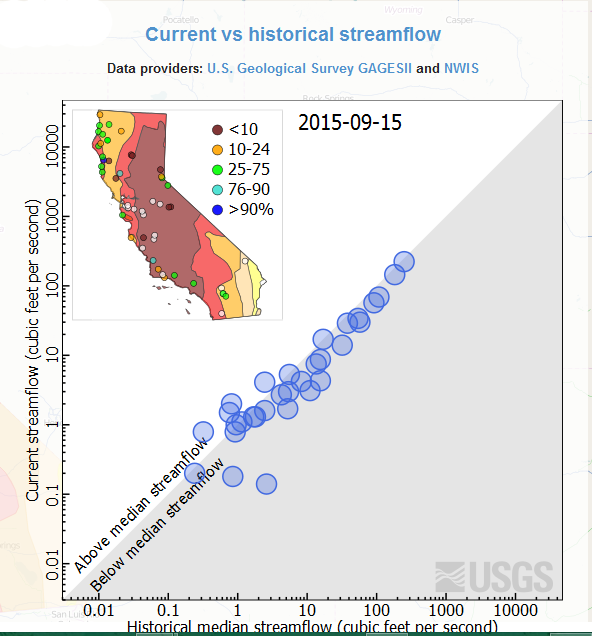 Pocatello
Wyoming
Casper
Current vs historical streamflow
Data providers: U.S. Geological Survey GAGESII and NWIS
Rock Springs
2015-09-15
<10
10-24
25-75
76-90
>90%
Current streamflow (cubic feet per second)
10000
1000
100
10
1
0.1
0.01
Above median streamflow
Below median streamflow
USGS
0.01 0.1 1 10 100 1000 10000
San Luis
Historical median streamflow (cubic feet per second)